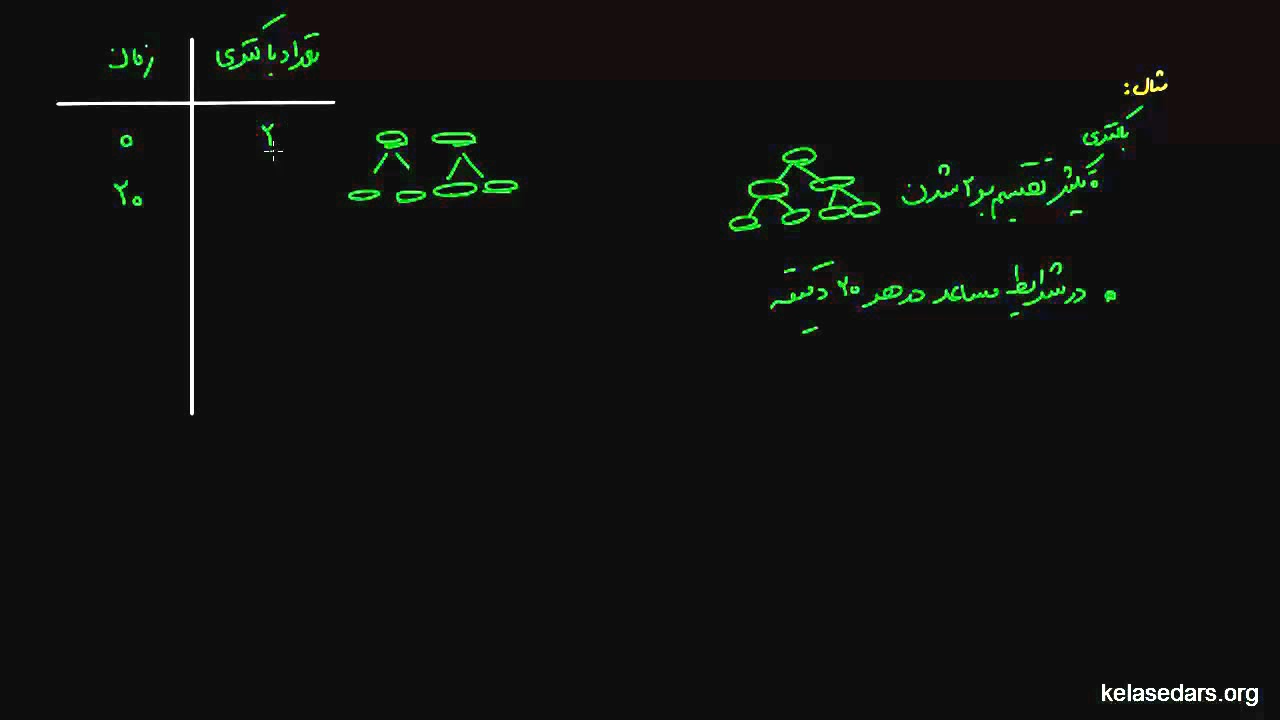 مثال:
باکتری
تکثیر تقسیم بر ۲ شدن
در شرایط مساعد در هر ۲۰ دقیقه
تعداد باکتری
زمان
۲
۰
۲۰
kelasedars.org